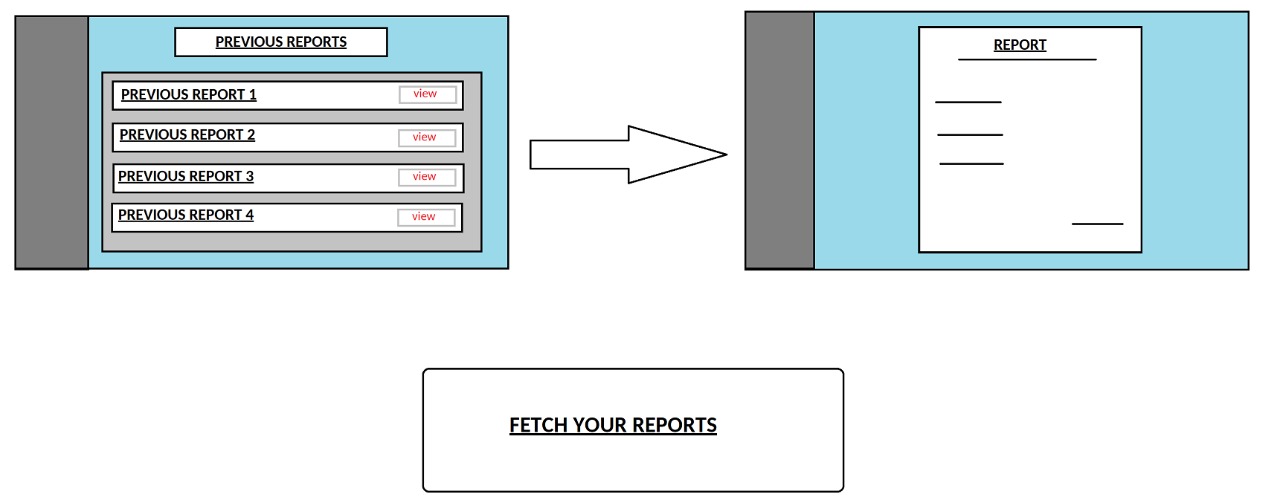 PREVIOUS REPORTS
PREVIOUS REPORT 1
view
PREVIOUS REPORT 2
view
PREVIOUS REPORT 3
view
PREVIOUS REPORT 4
view
REPORT
FETCH YOUR REPORTS